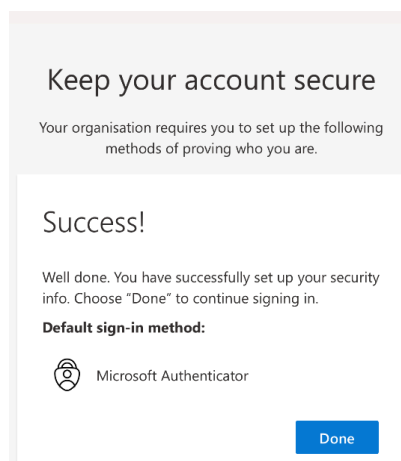 Keep your account secure
Your organisation requires you to set up the following
methods of proving who you are.
Success!
Well done. You have successfully set up your security
info. Choose "Done" to continue signing in.
Default sign-in method:
Microsoft Authenticator
Done